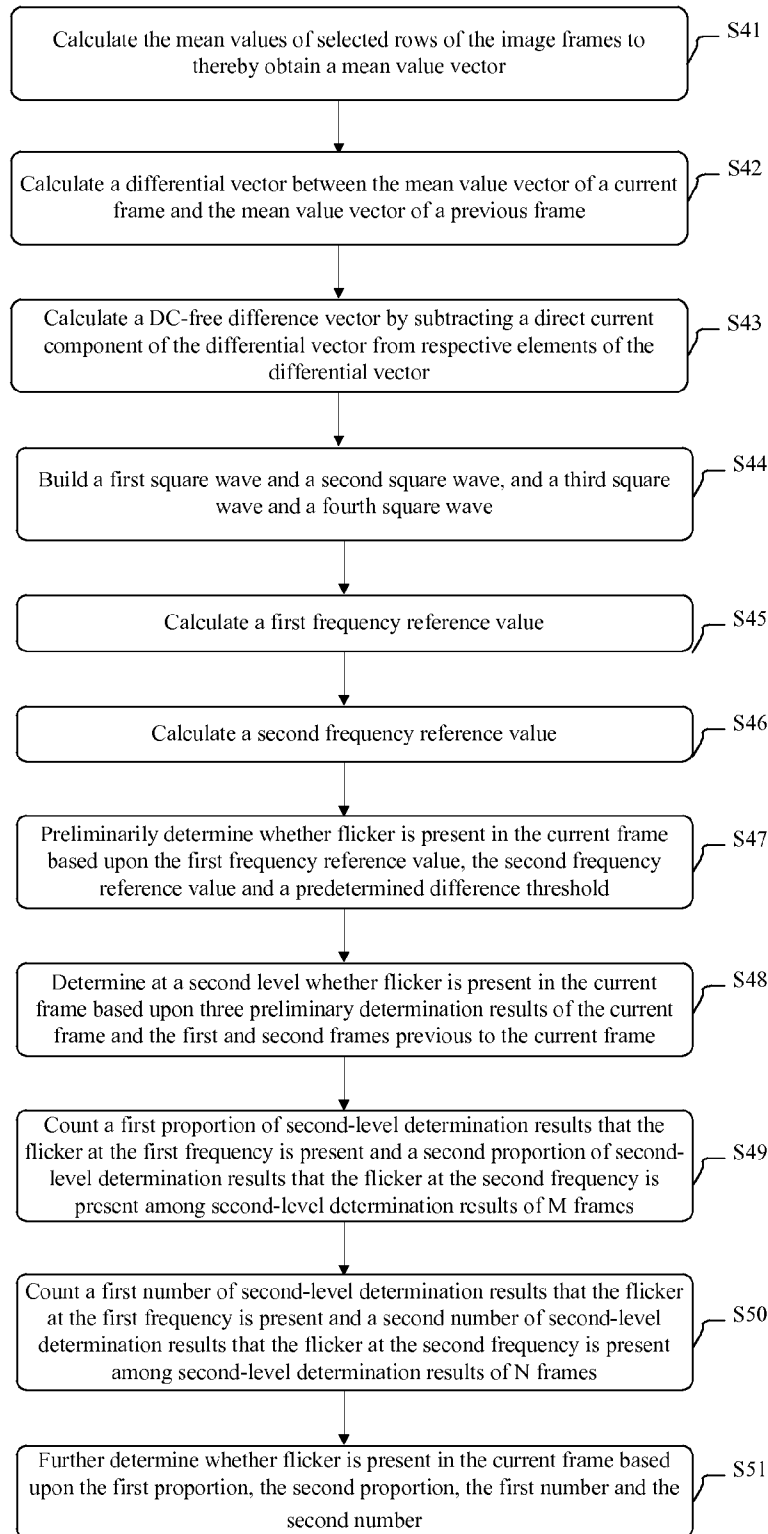 Calculate the mean values of selected rows of the image frames to
thereby obtain a mean value vector
S41
Calculate a differential vector between the mean value vector of a current
frame and the mean value vector of a previous frame
S42
Calculate a DC-free difference vector by subtracting a direct current
component of the differential vector from respective elements of the
differential vector
S43
Build a first square wave and a second square wave, and a third square
wave and a fourth square wave
S44
Calculate a first frequency reference value
S45
Calculate a second frequency reference value
S46
Preliminarily determine whether flicker is present in the current frame
based upon the first frequency reference value, the second frequency
reference value and a predetermined difference threshold
S47
Determine at a second level whether flicker is present in the current
frame based upon three preliminary determination results of the current
frame and the first and second frames previous to the current frame
S48
Count a first proportion of second-level determination results that the
flicker at the first frequency is present and a second proportion of second-
level determination results that the flicker at the second frequency is
present among second-level determination results of M frames
S49
Count a first number of second-level determination results that the flicker
at the first frequency is present and a second number of second-level
determination results that the flicker at the second frequency is present
among second-level determination results of N frames
S50
Further determine whether flicker is present in the current frame based
upon the first proportion, the second proportion, the first number and the
second number
S51